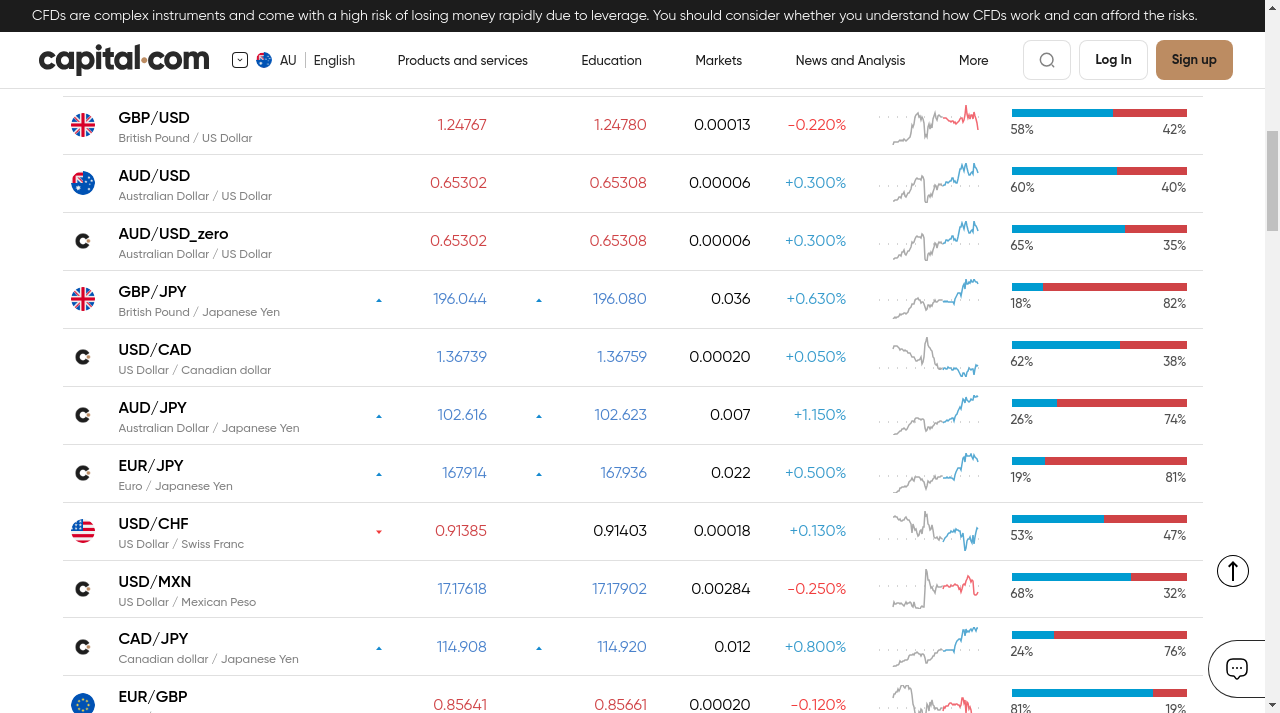 CFDs are complex instruments and come with a high risk of losing money rapidly due to leverage. You should consider whether you understand how CFDs work and can afford the risks.
capital.com AU English Products and services Education Markets News and Analysis More Log In Sign up
GBP/USD 1.24767 1.24780 0.00013 -0.220%
British Pound / US Dollar 58% 42%
AUD/USD 0.65302 0.65308 0.00006 +0.300%
Australian Dollar / US Dollar 60% 40%
AUD/USD_zero 0.65302 0.65308 0.00006 +0.300%
Australian Dollar / US Dollar 65% 35%
GBP/JPY 196.044 196.080 0.036 +0.630%
British Pound / Japanese Yen 18% 82%
USD/CAD 1.36739 1.36759 0.00020 +0.050%
US Dollar / Canadian dollar 62% 38%
AUD/JPY 102.616 102.623 0.007 +1.150%
Australian Dollar / Japanese Yen 26% 74%
EUR/JPY 167.914 167.936 0.022 +0.500%
Euro / Japanese Yen 19% 81%
USD/CHF 0.91385 0.91403 0.00018 +0.130%
US Dollar / Swiss Franc 53% 47%
USD/MXN 17.17618 17.17902 0.00284 -0.250%
US Dollar / Mexican Peso 68% 32%
CAD/JPY 114.908 114.920 0.012 +0.800%
Canadian dollar / Japanese Yen 24% 76%
EUR/GBP 0.85641 0.85661 0.00020 -0.120%
81% 19%